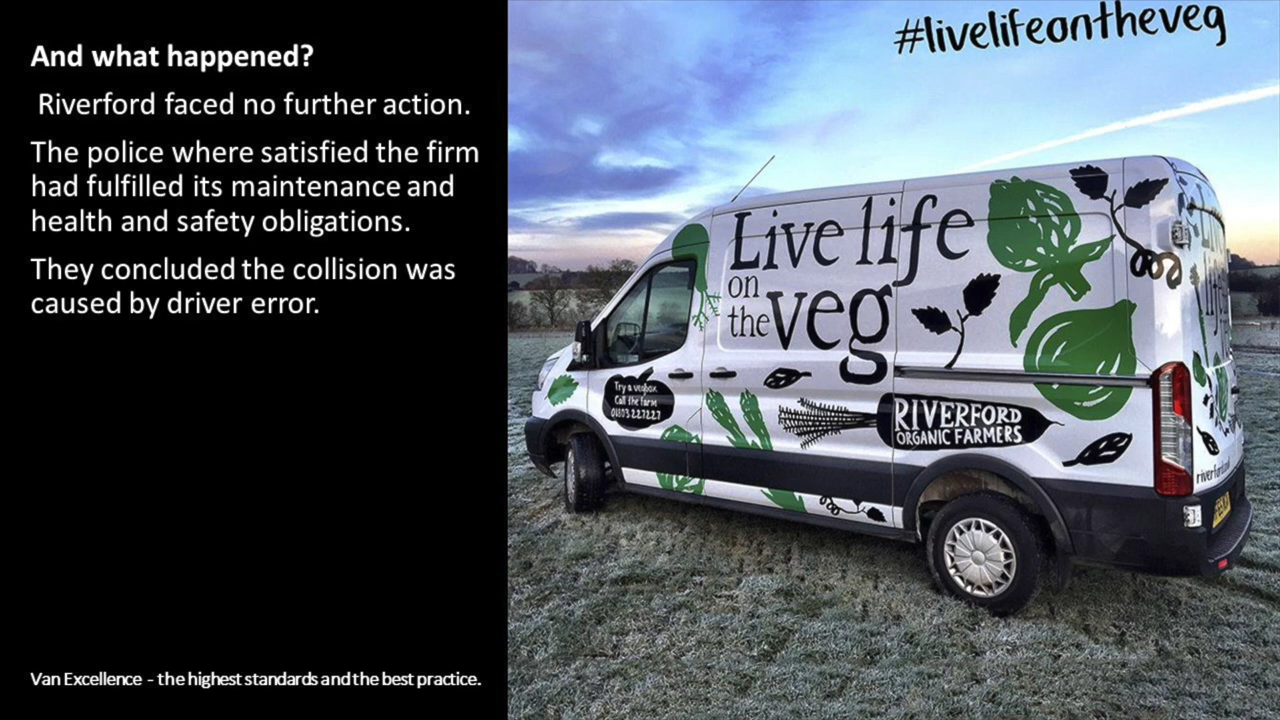 And what happened?
Riverford faced no further action.
The police where satisfied the firm
had fulfilled its maintenance and
health and safety obligations.
They concluded the collision was
caused by driver error.
Van Excellence - the highest standards and the best practice.
#livelifeontheveg
Live life
on
the veg
Try a vegbox.
Call the farm
01803 227227
RIVERFORD
ORGANIC FARMERS